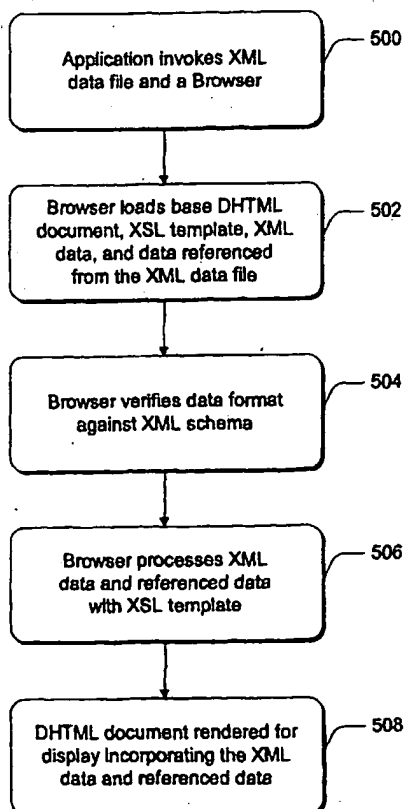 Application invokes XML
data file and a Browser
500
Browser loads base DHTML
document, XSL template, XML
data, and data referenced
from the XML data file
502
Browser verifies data format
against XML schema
504
Browser processes XML
data and referenced data
with XSL template
506
DHTML document rendered for
display incorporating the XML
data and referenced data
508